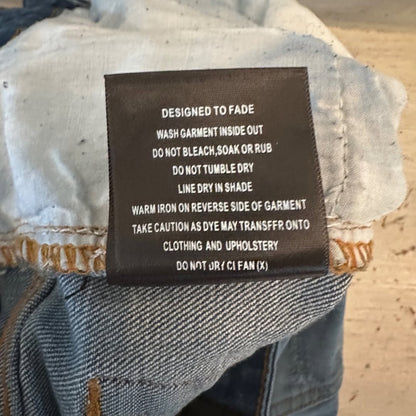 DESIGNED TO FADE
WASH GARMENT INSIDE OUT
DO NOT BLEACH,SOAK OR RUB
DO NOT TUMBLE DRY
LINE DRY IN SHADE
WARM IRON ON REVERSE SIDE OF GARMENT
TAKE CAUTION AS DYE MAY TRANSFER ONTO
CLOTHING AND UPHOLSTERY
DO NOT DRY CLEAN (X)